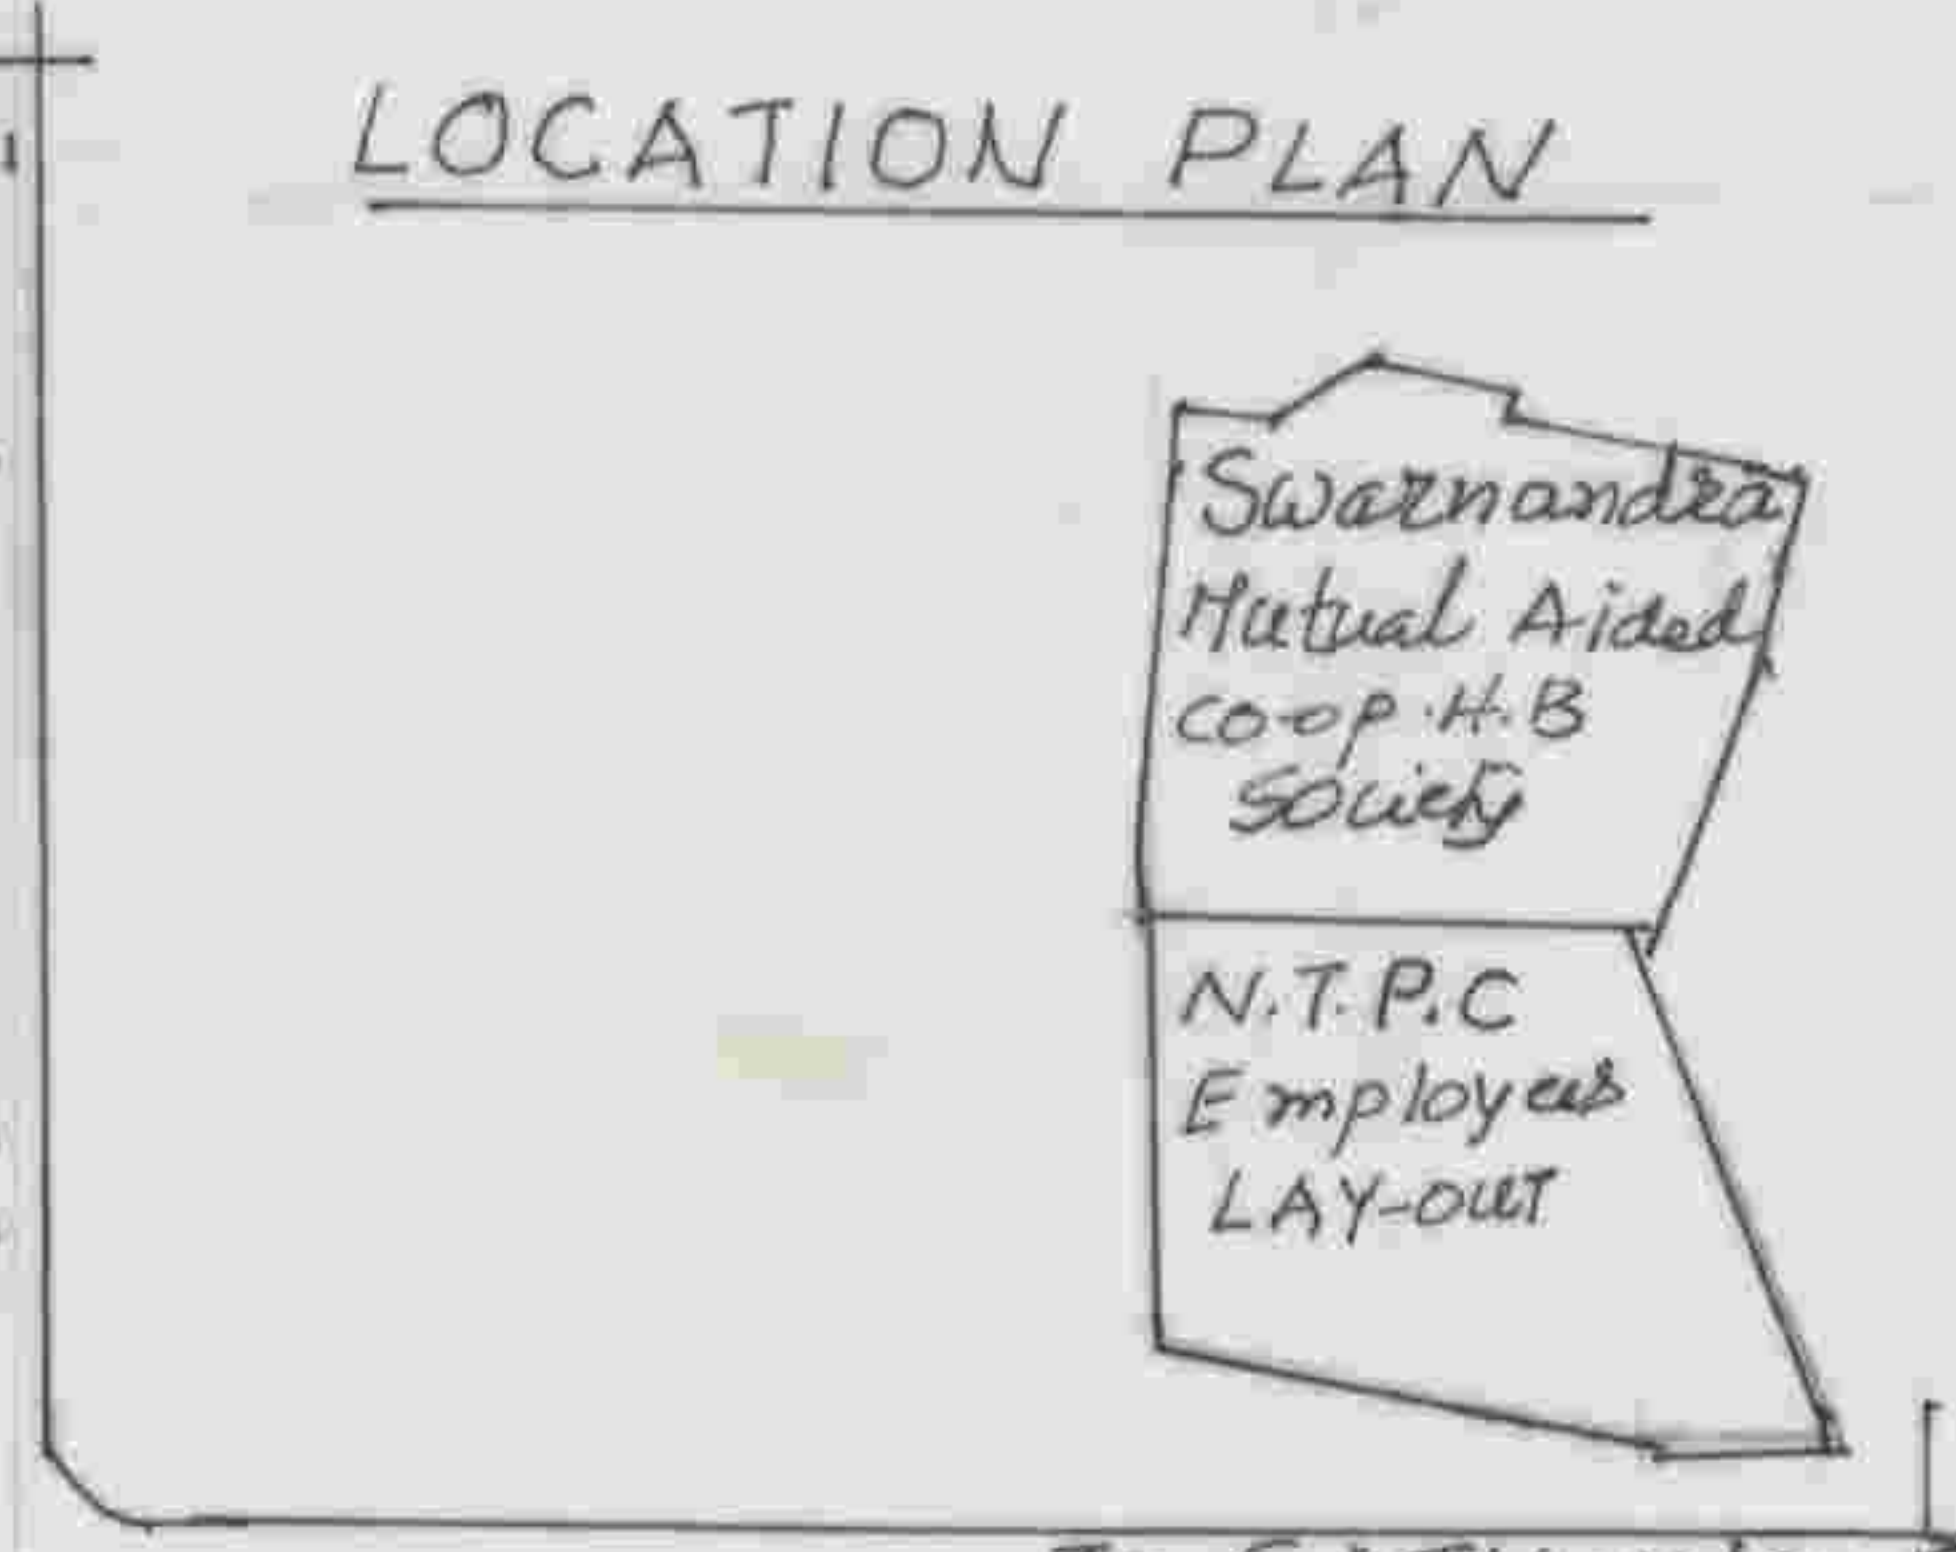 LOCATION PLAN
Swarnandra
Mutual Aided
CO-OP.H.B
Society
N.T.P.C
Employees
LAY-OUT